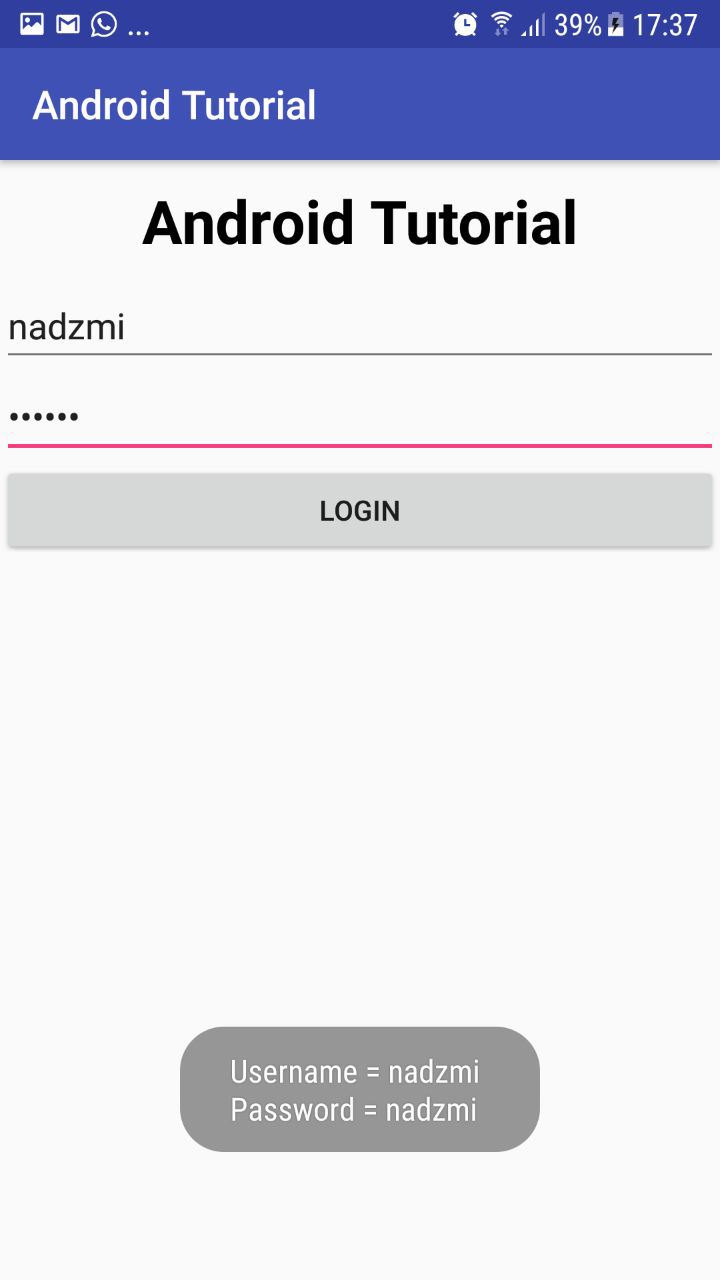 ... 39% 17:37
Android Tutorial
Android Tutorial
nadzmi
••••••
LOGIN
Username = nadzmi
Password = nadzmi